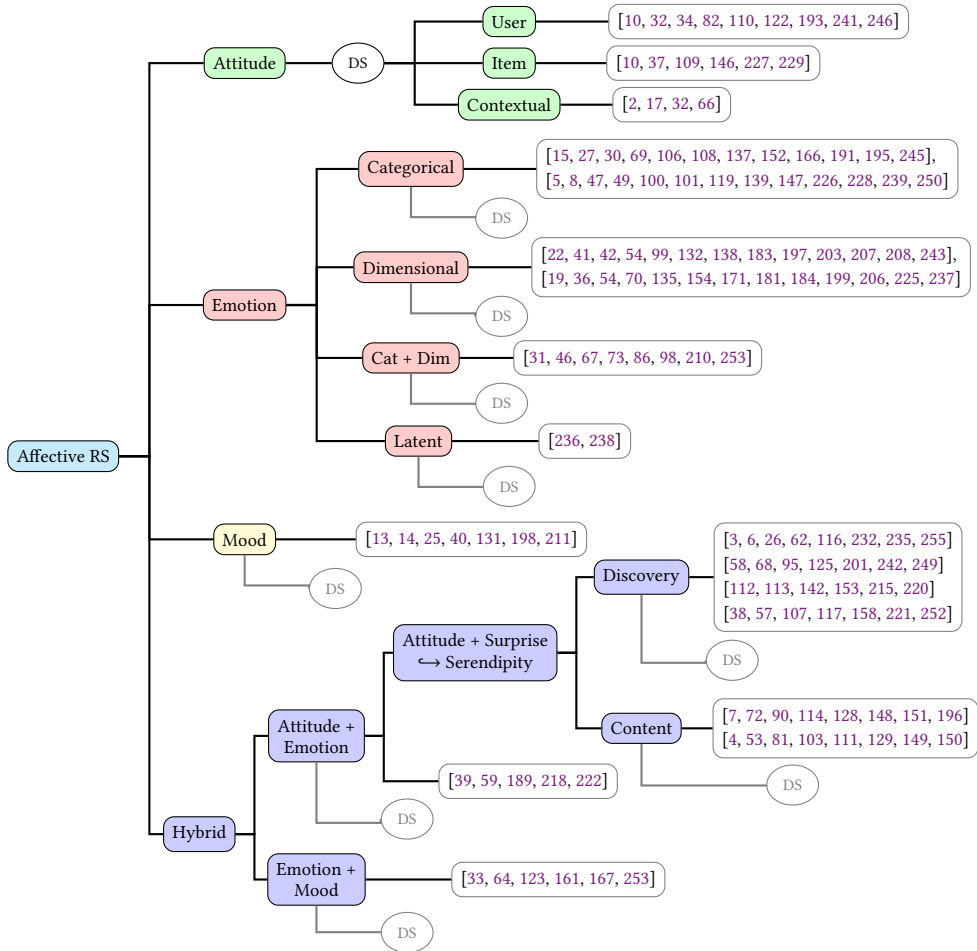 User
[10, 32, 34, 82, 110, 122, 193, 241, 246]
Attitude
DS
Item
[10, 37, 109, 146, 227, 229]
Contextual
[2, 17, 32, 66]
Categorical
[15, 27, 30, 69, 106, 108, 137, 152, 166, 191, 195, 245],
[5, 8, 47, 49, 100, 101, 119, 139, 147, 226, 228, 239, 250]
DS
Dimensional
[22, 41, 42, 54, 99, 132, 138, 183, 197, 203, 207, 208, 243],
[19, 36, 54, 70, 135, 154, 171, 181, 184, 199, 206, 225, 237]
Emotion
DS
Cat + Dim
[31, 46, 67, 73, 86, 98, 210, 253]
DS
Latent
[236, 238]
Affective RS
DS
Mood
[13, 14, 25, 40, 131, 198, 211]
DS
Discovery
[3, 6, 26, 62, 116, 232, 235, 255]
[58, 68, 95, 125, 201, 242, 249]
[112, 113, 142, 153, 215, 220]
[38, 57, 107, 117, 158, 221, 252]
Attitude + Surprise
↪ Serendipity
DS
Attitude +
Emotion
Content
[7, 72, 90, 114, 128, 148, 151, 196]
[4, 53, 81, 103, 111, 129, 149, 150]
[39, 59, 189, 218, 222]
DS
DS
Hybrid
Emotion +
Mood
[33, 64, 123, 161, 167, 253]
DS